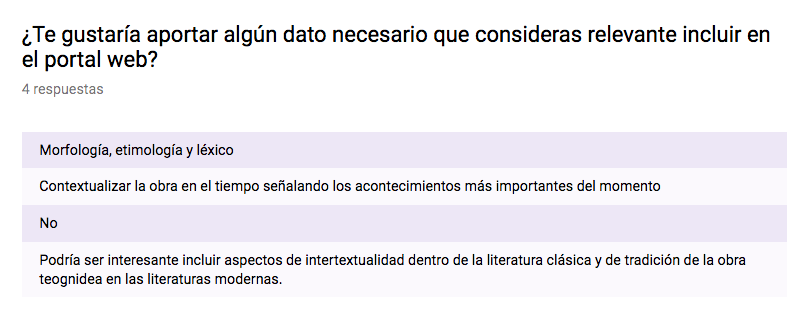 ¿Te gustaría aportar algún dato necesario que consideras relevante incluir en
el portal web?
4 respuestas
Morfología, etimología y léxico
Contextualizar la obra en el tiempo señalando los acontecimientos más importantes del momento
No
Podría ser interesante incluir aspectos de intertextualidad dentro de la literatura clásica y de tradición de la obra
teognidea en las literaturas modernas.